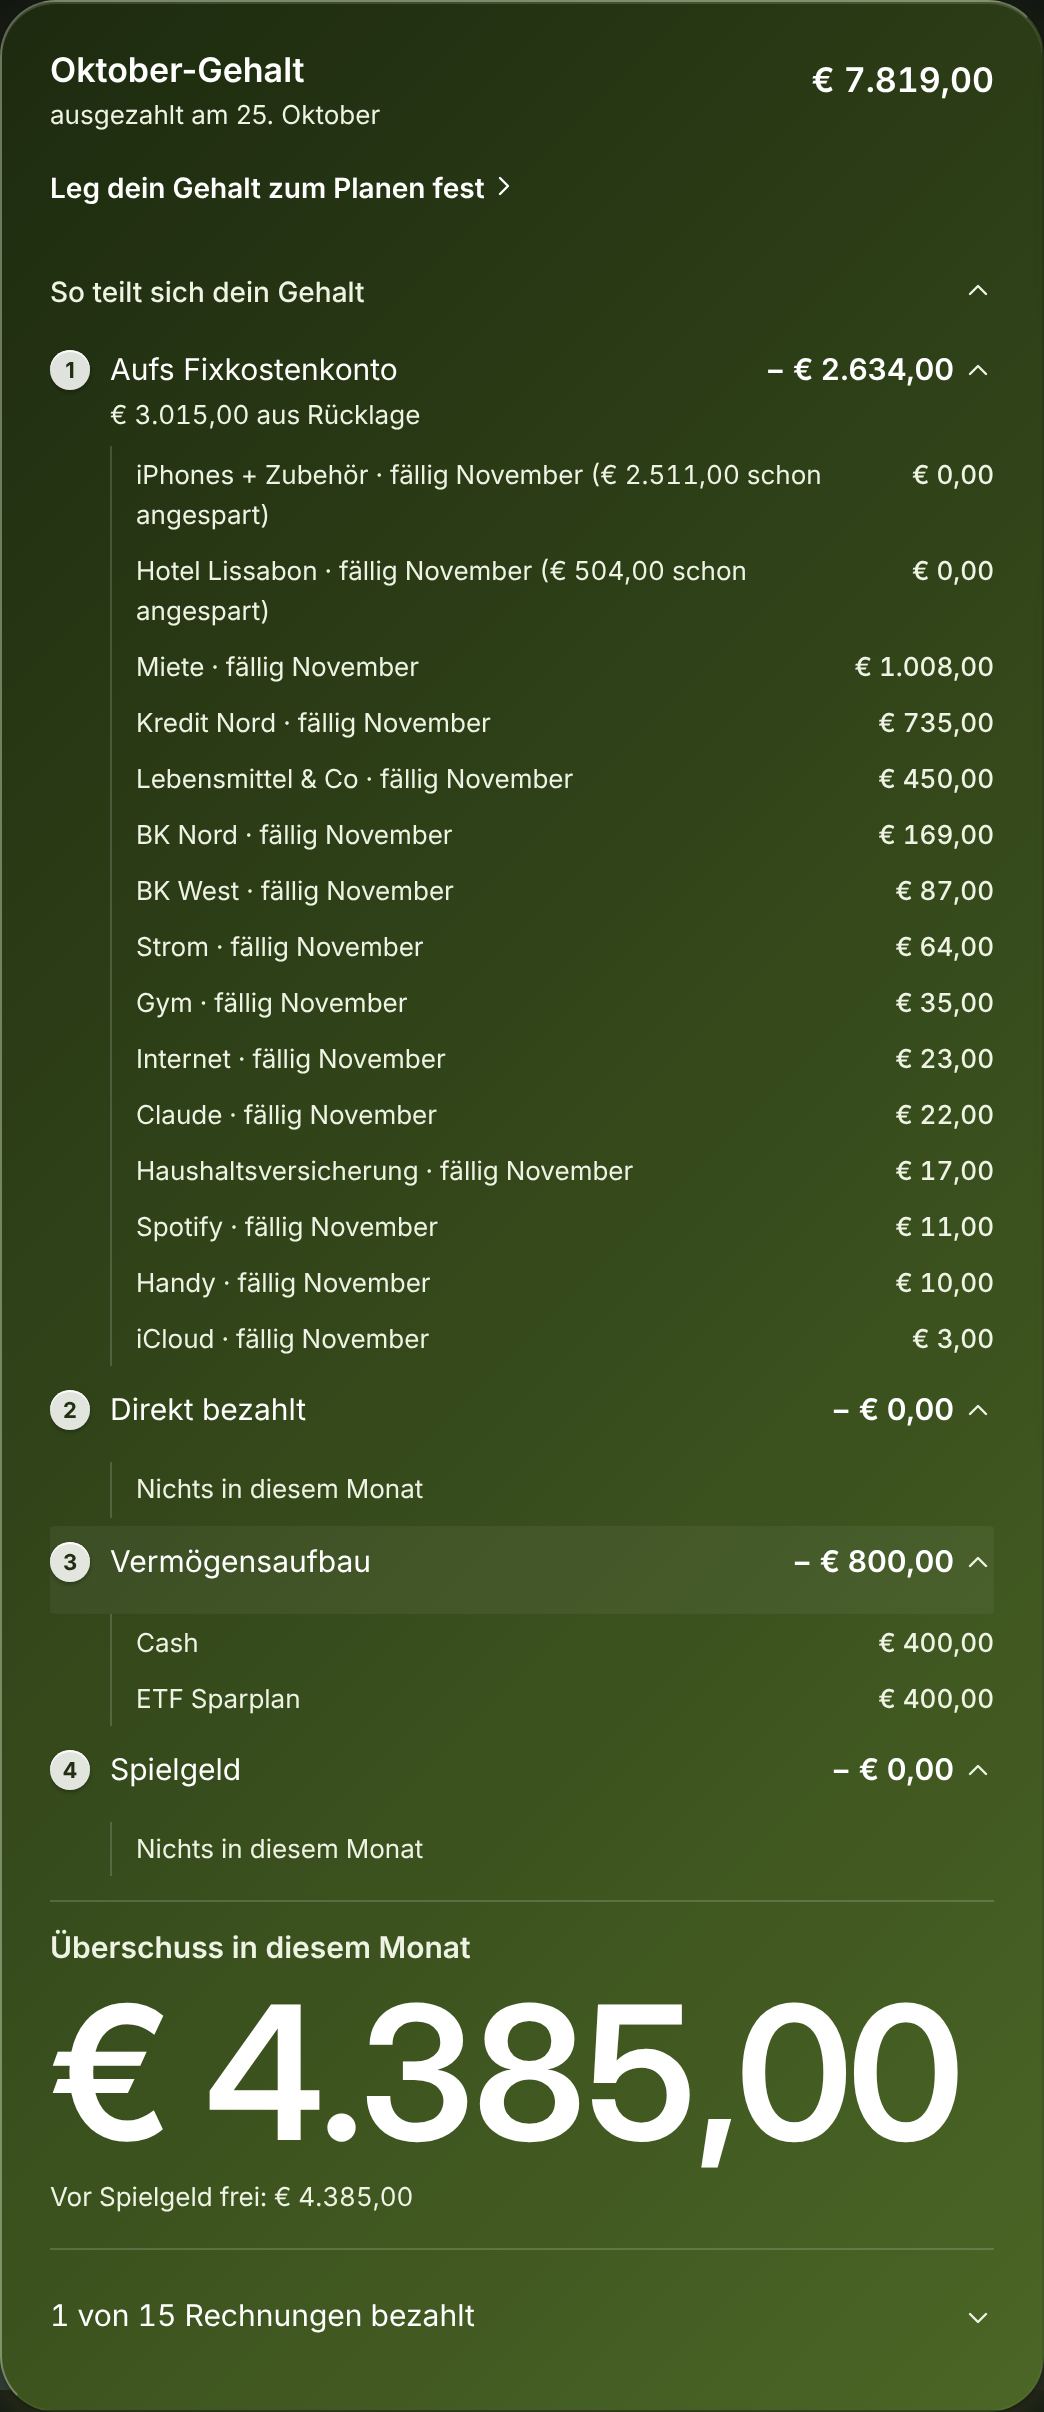 Oktober-Gehalt
€ 7.819,00
ausgezahlt am 25. Oktober
Leg dein Gehalt zum Planen fest
So teilt sich dein Gehalt
1 Aufs Fixkostenkonto – € 2.634,00
€ 3.015,00 aus Rücklage
iPhones + Zubehör · fällig November (€ 2.511,00 schon € 0,00
angespart)
Hotel Lissabon · fällig November (€ 504,00 schon € 0,00
angespart)
Miete · fällig November € 1.008,00
Kredit Nord · fällig November € 735,00
Lebensmittel & Co · fällig November € 450,00
BK Nord · fällig November € 169,00
BK West · fällig November € 87,00
Strom · fällig November € 64,00
Gym · fällig November € 35,00
Internet · fällig November € 23,00
Claude · fällig November € 22,00
Haushaltsversicherung · fällig November € 17,00
Spotify · fällig November € 11,00
Handy · fällig November € 10,00
iCloud · fällig November € 3,00
2 Direkt bezahlt – € 0,00
Nichts in diesem Monat
3 Vermögensaufbau – € 800,00
Cash € 400,00
ETF Sparplan € 400,00
4 Spielgeld – € 0,00
Nichts in diesem Monat
Überschuss in diesem Monat
€ 4.385,00
Vor Spielgeld frei: € 4.385,00
1 von 15 Rechnungen bezahlt